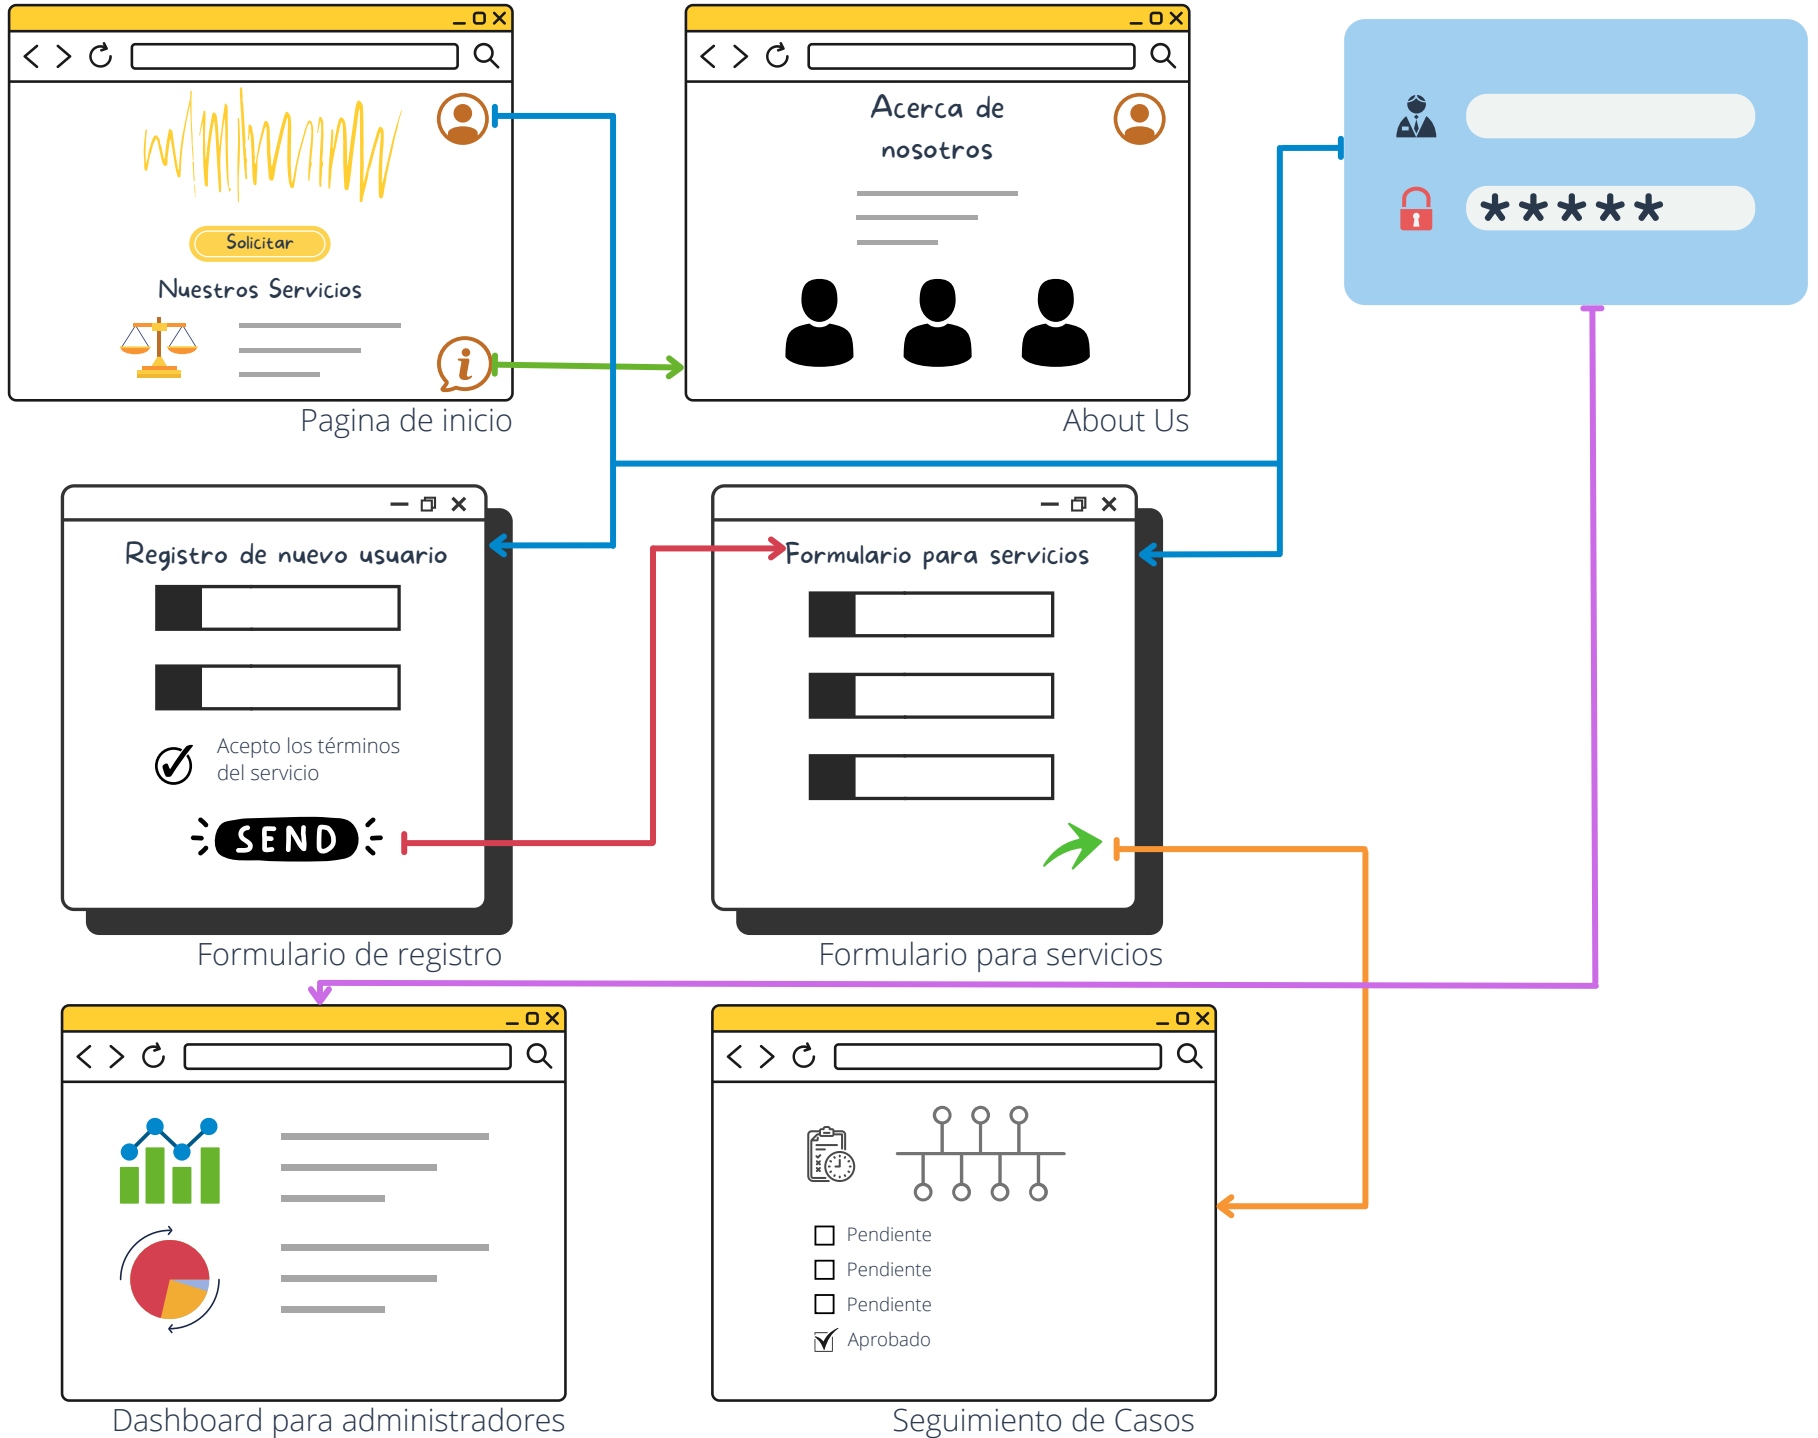 Solicitar
Nuestros Servicios
i
Pagina de inicio
Acerca de
nosotros
About Us
*****
Registro de nuevo usuario
Acepto los términos
del servicio
SEND
Formulario de registro
Formulario para servicios
Formulario para servicios
Dashboard para administradores
Pendiente
Pendiente
Pendiente
Aprobado
Seguimiento de Casos